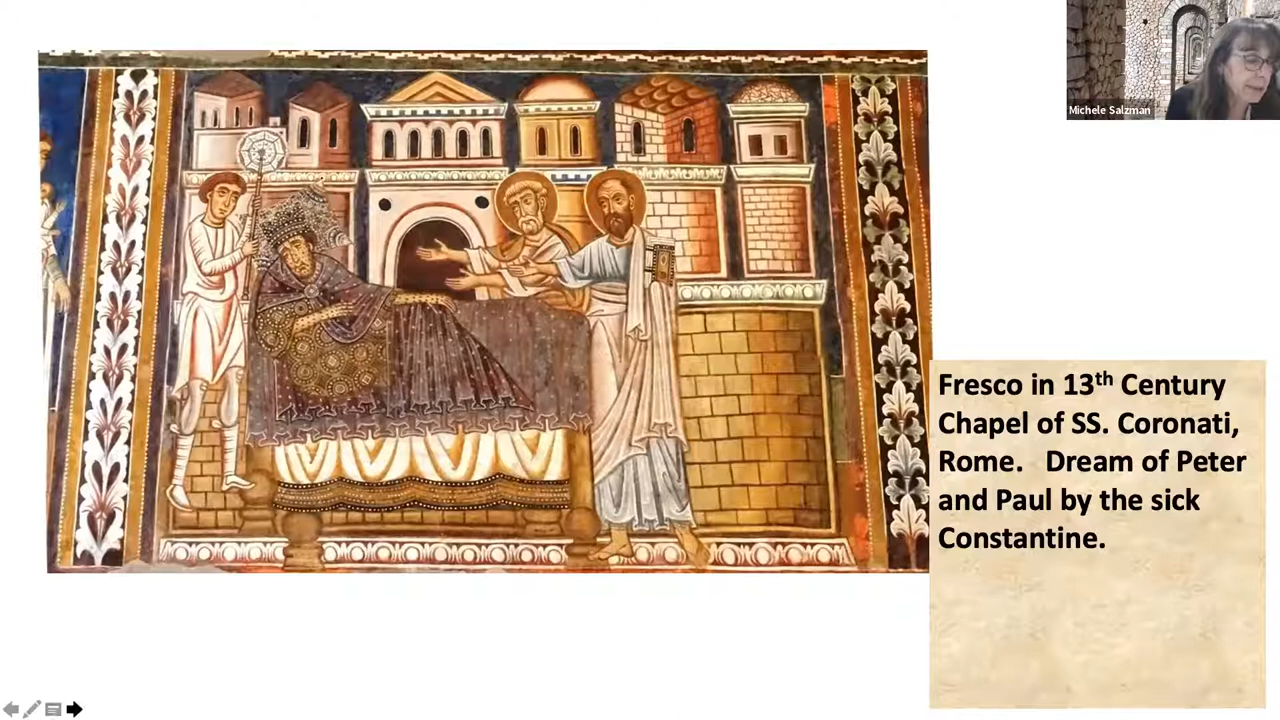 Michele Salzman
Fresco in 13th Century
Chapel of SS. Coronati,
Rome. Dream of Peter
and Paul by the sick
Constantine.